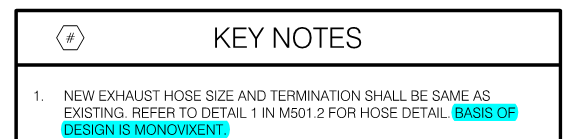 # KEY NOTES
1. NEW EXHAUST HOSE SIZE AND TERMINATION SHALL BE SAME AS
EXISTING. REFER TO DETAIL 1 IN M501.2 FOR HOSE DETAIL. BASIS OF
DESIGN IS MONOVIXENT.